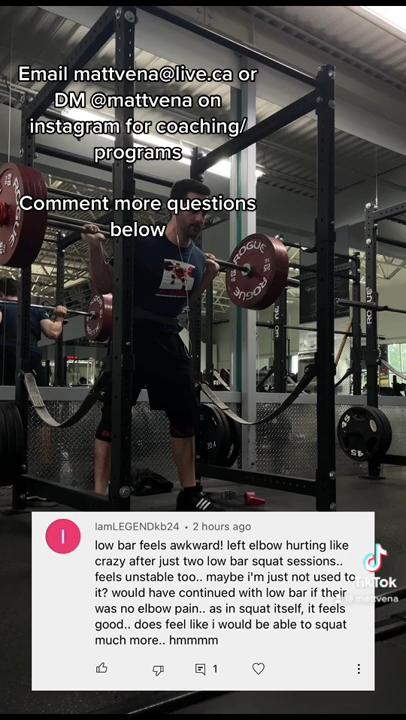 Email mattvena@live.ca or
DM @mattvena on
instagram for coaching/
programs
Comment more questions
below
ROGUE
ROGUE
ROGUE
45
I
IamLEGENDkb24 • 2 hours ago
low bar feels awkward! left elbow hurting like
crazy after just two low bar squat sessions..
feels unstable too.. maybe i'm just not used to
it? would have continued with low bar if their
was no elbow pain.. as in squat itself, it feels
good.. does feel like i would be able to squat
much more.. hmmmm
1
TikTok
@mattvena